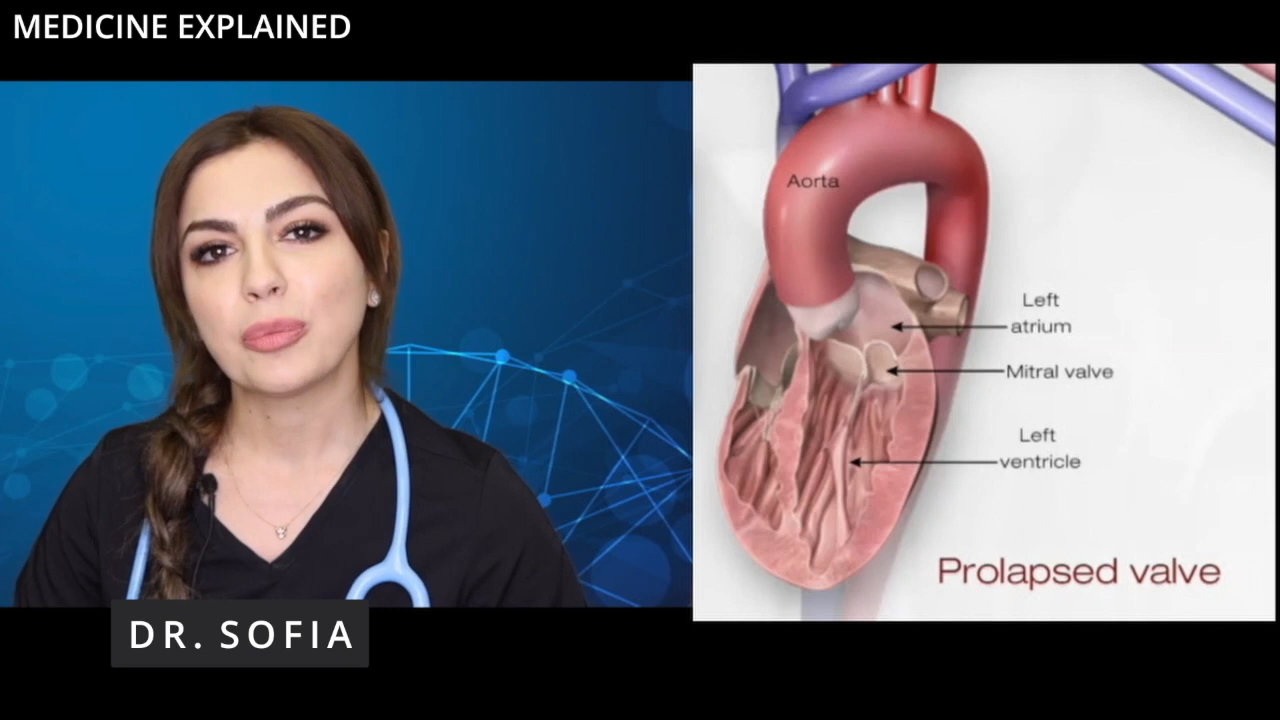 MEDICINE EXPLAINED
DR. SOFIA
Aorta
Left
atrium
Mitral valve
Left
ventricle
Prolapsed valve